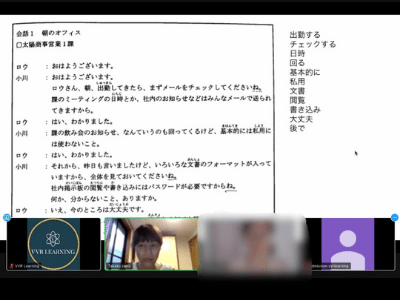 会話1 朝のオフィス
□太陽商事営業1課
ロウ : おはようございます。
小川 : おはようございます。
ロウさん、朝、出勤してきたら、まずメールをチェックしてくださいね。
課のミーティングの日時とか、社内のお知らせなどはみんなメールで送られ
てきますから。
ロウ : はい、わかりました。
小川 : 課の飲み会のお知らせ、なんていうのも回ってくるけど、基本的には私用に
は使わないこと。
ロウ : はい、わかりました。
小川 : それから、昨日も言いましたけど、いろいろな文書のフォーマットが入って
いますから、全体を見ておいてくださいね。
社内掲示板の閲覧や書き込みにはパスワードが必要ですからね。
何か、分からないこと、ありますか。
ロウ : いえ、今のところは大丈夫です。
出勤する
チェックする
日時
回る
基本的に
私用
文書
閲覧
書き込み
大丈夫
後で
VVR LEARNING
VVR Learning